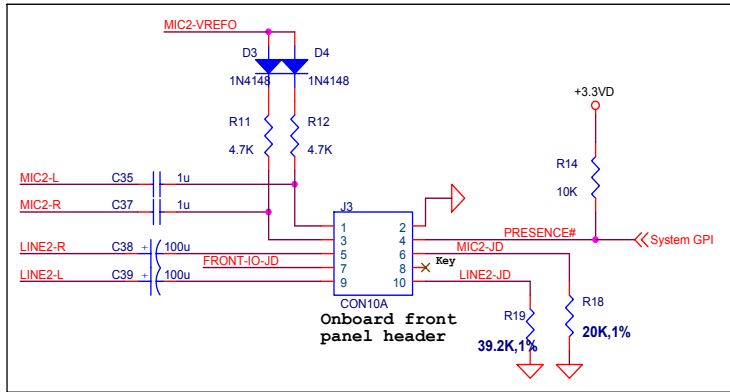 MIC2-VREFO
D3 D4
1N4148 1N4148
+3.3VD
R11 R12
4.7K 4.7K
R14
10K
MIC2-L C35 1u
MIC2-R C37 1u
J3
1 2
3 4 PRESENCE# System GPI
LINE2-R C38 + 100u 5 6 MIC2-JD
FRONT-IO-JD 7 8 Key
LINE2-L C39 + 100u 9 10 LINE2-JD
CON10A
Onboard front
panel header
R19
39.2K,1%
R18
20K,1%